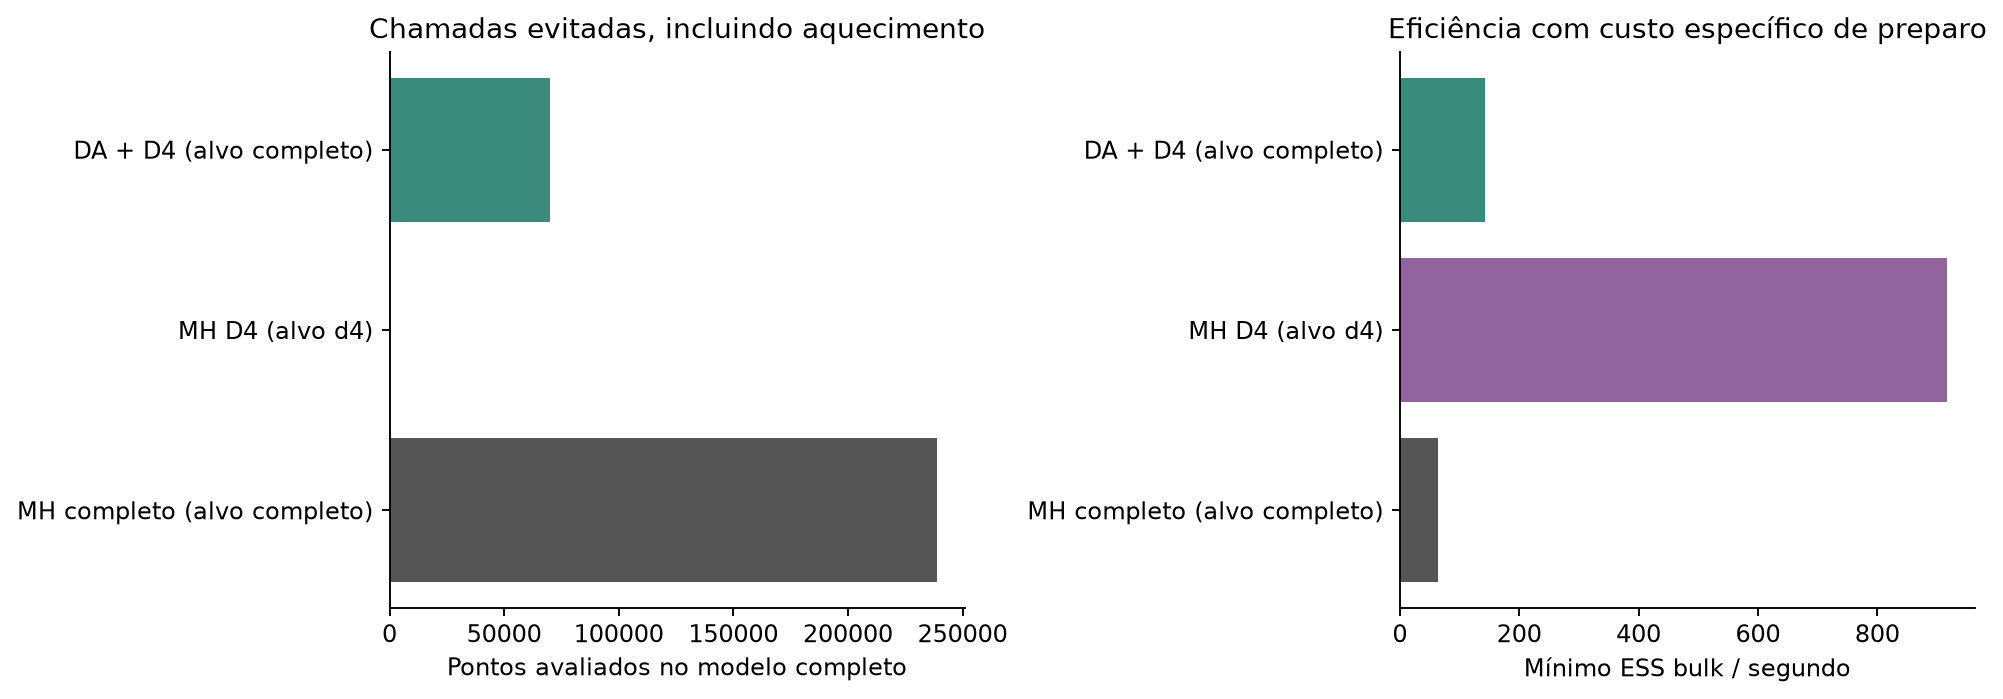 Chamadas evitadas, incluindo aquecimento
DA + D4 (alvo completo)
MH D4 (alvo d4)
MH completo (alvo completo)
0 50000 100000 150000 200000 250000
Pontos avaliados no modelo completo
Eficiência com custo específico de preparo
DA + D4 (alvo completo)
MH D4 (alvo d4)
MH completo (alvo completo)
0 200 400 600 800
Mínimo ESS bulk / segundo